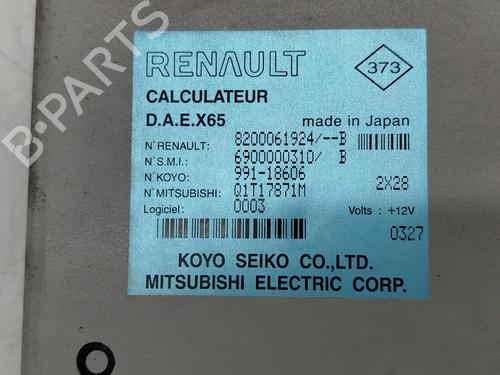 RENAULT
373
CALCULATEUR
D.A.E.X65 made in Japan
N° RENAULT: 8200061924/--B
N° S.M.I.: 6900000310/ B
N° KOYO: 991-18606
N° MITSUBISHI: Q1T17871M 2X28
Logiciel: 0003 Volts: +12V
0327
KOYO SEIKO CO.,LTD.
MITSUBISHI ELECTRIC CORP.
B-PARTS